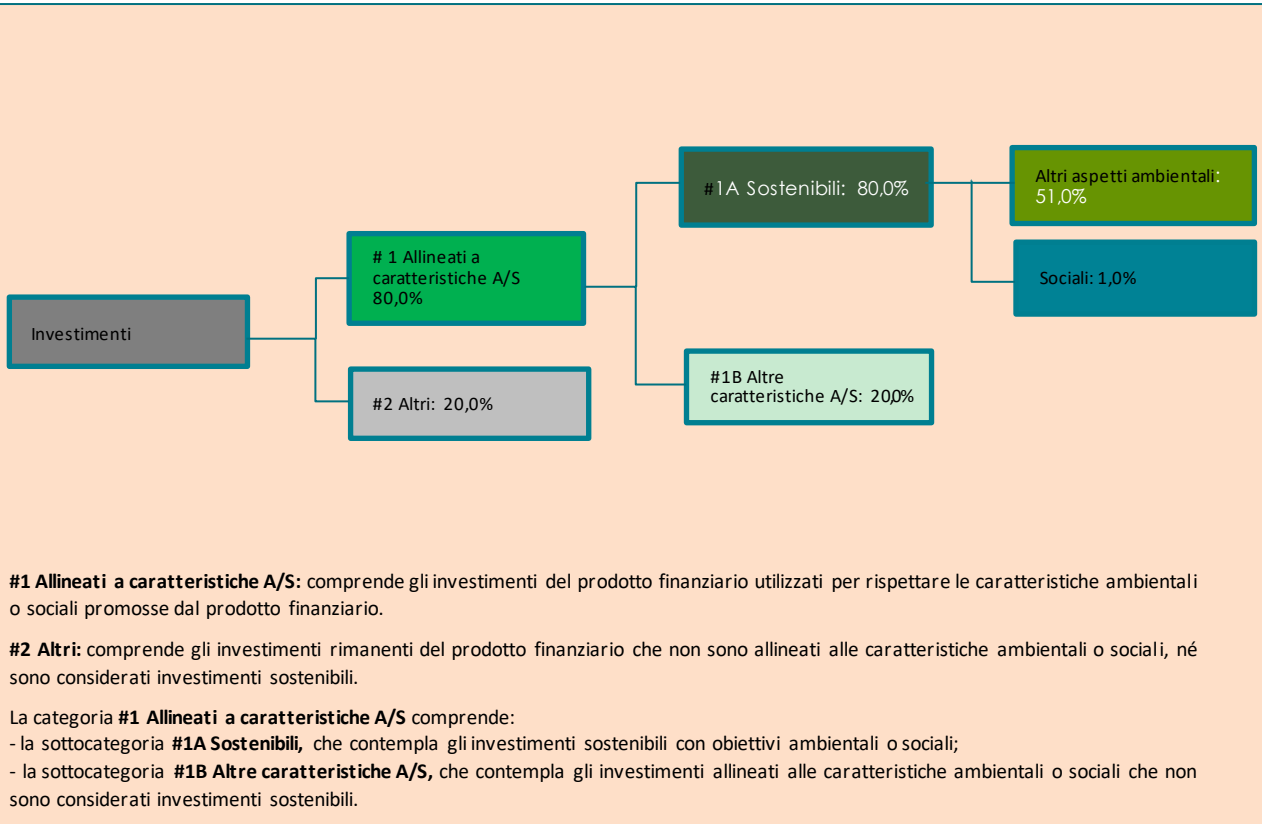 #1A Sostenibili: 80,0%
Altri aspetti ambientali:
51,0%
# 1 Allineati a
caratteristiche A/S
80,0%
Sociali: 1,0%
Investimenti
#2 Altri: 20,0%
#1B Altre
caratteristiche A/S: 20,0%
#1 Allineati a caratteristiche A/S: comprende gli investimenti del prodotto finanziario utilizzati per rispettare le caratteristiche ambientali
o sociali promosse dal prodotto finanziario.
#2 Altri: comprende gli investimenti rimanenti del prodotto finanziario che non sono allineati alle caratteristiche ambientali o sociali, né
sono considerati investimenti sostenibili.
La categoria #1 Allineati a caratteristiche A/S comprende:
- la sottocategoria #1A Sostenibili, che contempla gli investimenti sostenibili con obiettivi ambientali o sociali;
- la sottocategoria #1B Altre caratteristiche A/S, che contempla gli investimenti allineati alle caratteristiche ambientali o sociali che non
sono considerati investimenti sostenibili.